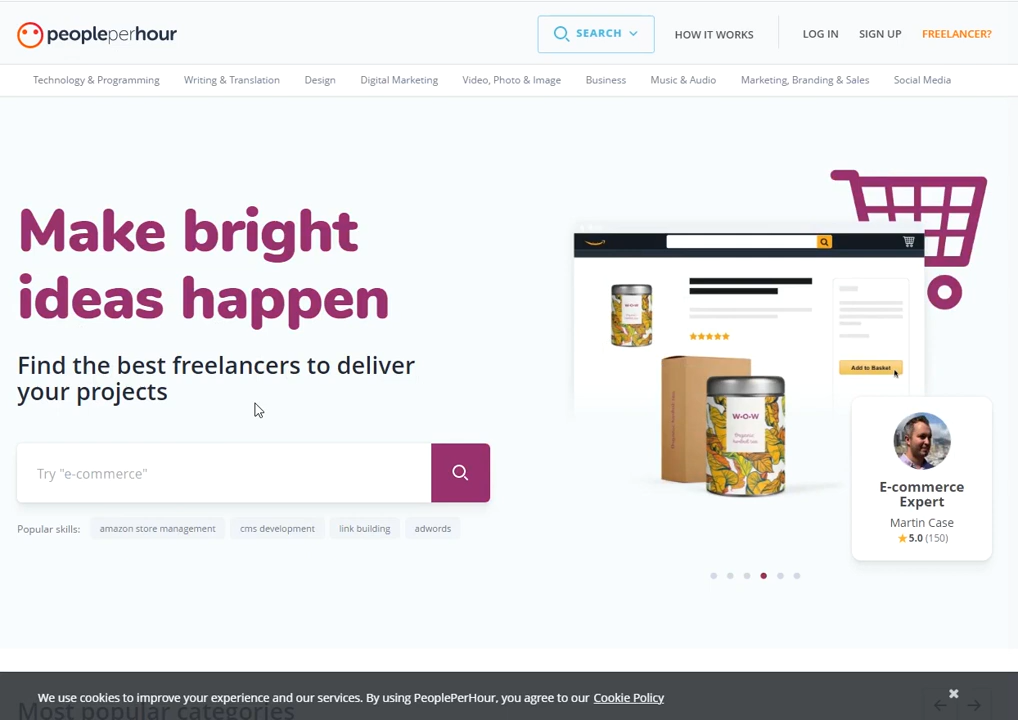 peopleperhour
SEARCH
HOW IT WORKS
LOG IN
SIGN UP
FREELANCER?
Technology & Programming
Writing & Translation
Design
Digital Marketing
Video, Photo & Image
Business
Music & Audio
Marketing, Branding & Sales
Social Media
Make bright
ideas happen
Find the best freelancers to deliver
your projects
Try "e-commerce"
Popular skills:
amazon store management
cms development
link building
adwords
W-O-W
Add to Basket
W-O-W
E-commerce
Expert
Martin Case
5.0 (150)
We use cookies to improve your experience and our services. By using PeoplePerHour, you agree to our Cookie Policy
Most popular categories